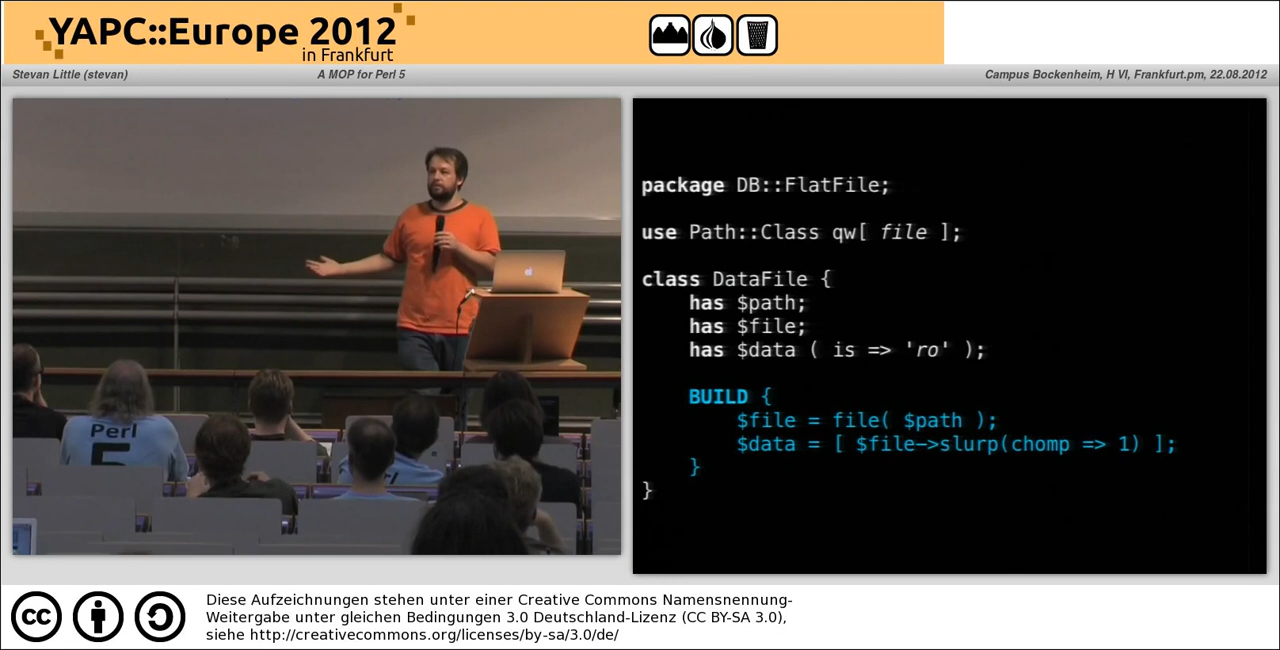 YAPC::Europe 2012
in Frankfurt
Stevan Little (stevan)
A MOP for Perl 5
Campus Bockenheim, H VI, Frankfurt.pm, 22.08.2012
Perl
5
package DB::FlatFile;
use Path::Class qw[ file ];
class DataFile {
has $path;
has $file;
has $data ( is => 'ro' );
BUILD {
$file = file( $path );
$data = [ $file->slurp(chomp => 1) ];
}
}
cc
Diese Aufzeichnungen stehen unter einer Creative Commons Namensnennung-
Weitergabe unter gleichen Bedingungen 3.0 Deutschland-Lizenz (CC BY-SA 3.0),
siehe http://creativecommons.org/licenses/by-sa/3.0/de/